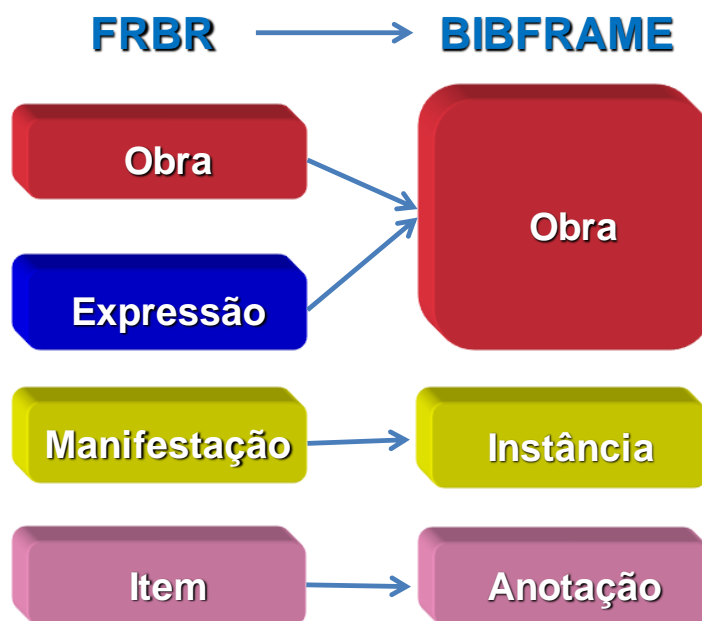 FRBR BIBFRAME
Obra
Obra
Expressão
Manifestação
Instância
Item
Anotação